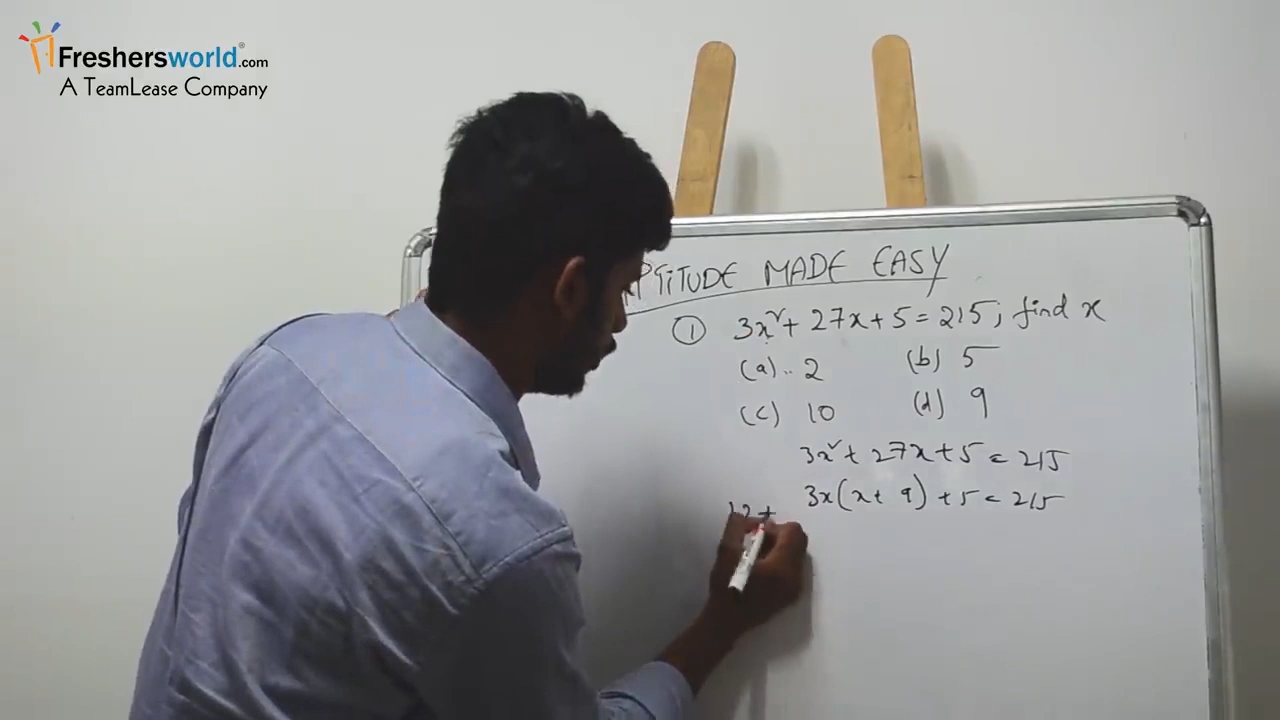 Freshersworld.com
A TeamLease Company
PTITUDE MADE EASY
① 3x² + 27x + 5 = 215; find x
(a) .. 2 (b) 5
(c) 10 (d) 9
3x² + 27x + 5 = 215
3x(x + 9) + 5 = 215
12 +